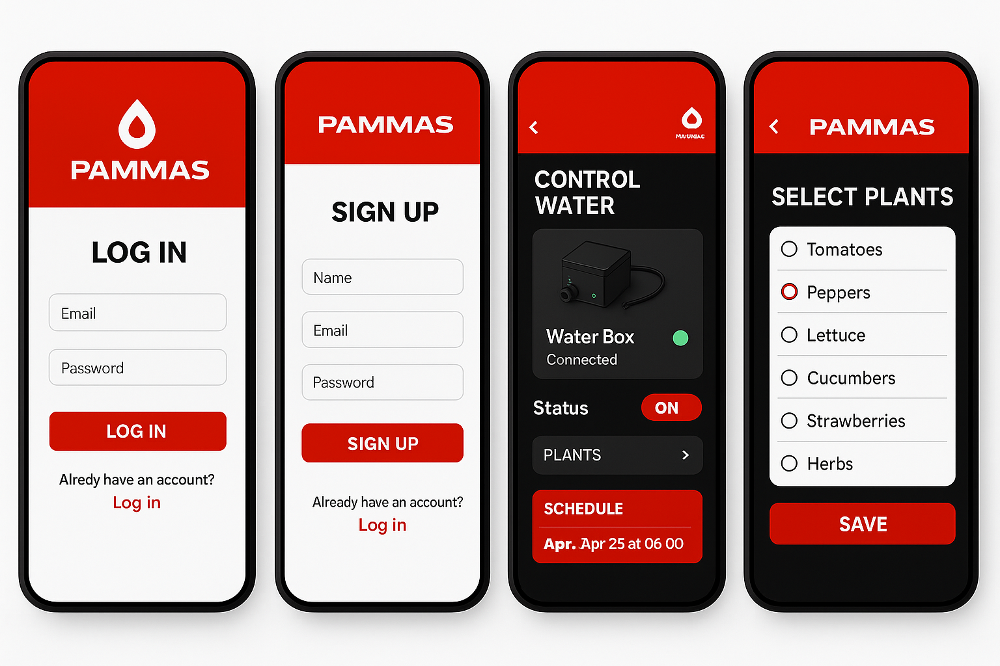 PAMMAS
LOG IN
Email
Password
LOG IN
Alredy have an account?
Log in
PAMMAS
SIGN UP
Name
Email
Password
SIGN UP
Already have an account?
Log in
CONTROL
WATER
Water Box
Connected
Status
ON
PLANTS
SCHEDULE
Apr. Apr 25 at 06 00
PAMMAS
SELECT PLANTS
Tomatoes
Peppers
Lettuce
Cucumbers
Strawberries
Herbs
SAVE